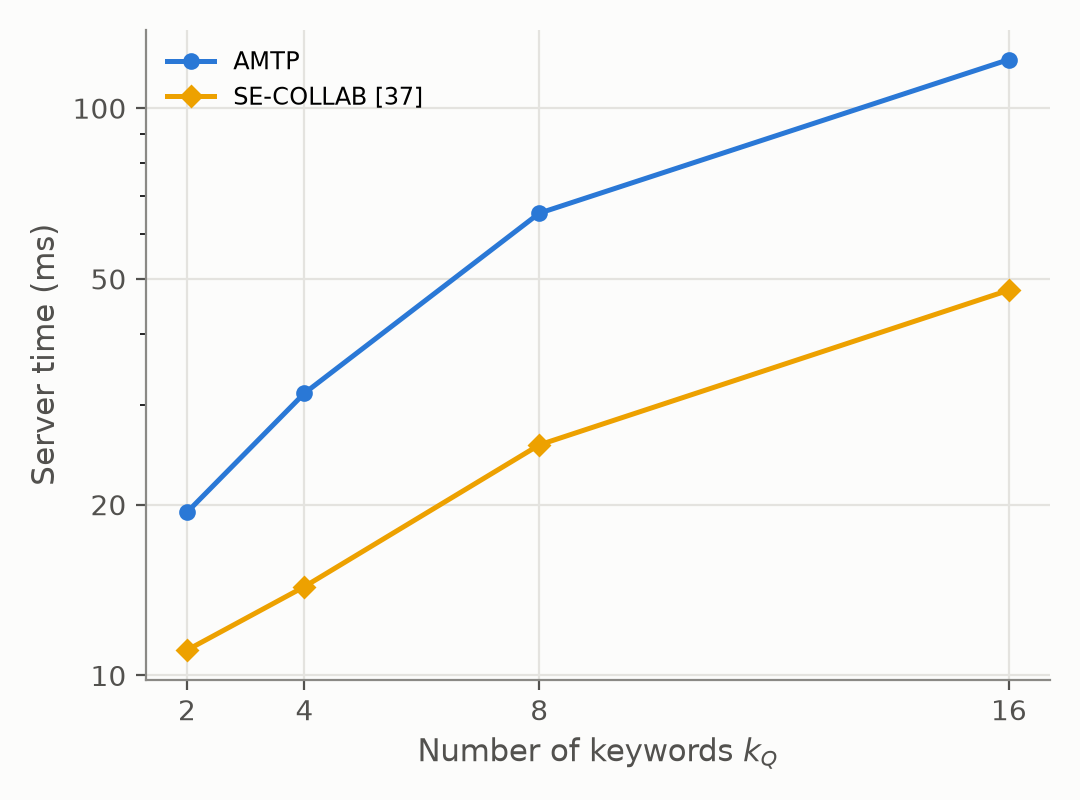 AMTP
SE-COLLAB [37]
100
50
20
10
Server time (ms)
2 4 8 16
Number of keywords k_Q